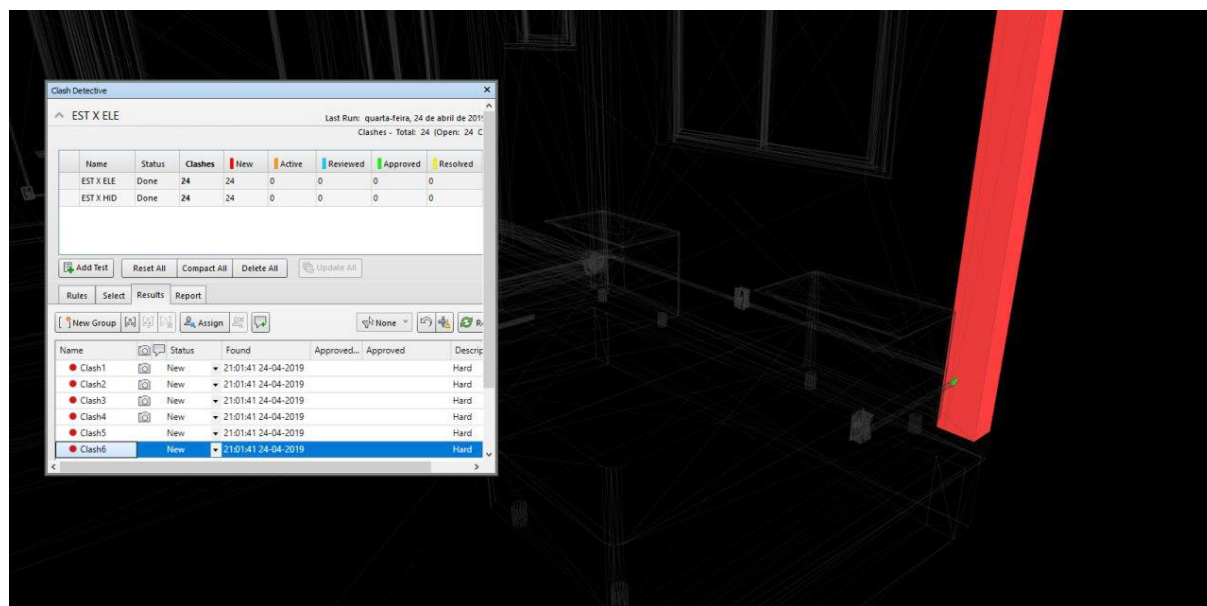 Clash Detective
EST X ELE
Last Run: quarta-feira, 24 de abril de 201
Clashes - Total: 24 (Open: 24 C
Name Status Clashes New Active Reviewed Approved Resolved
EST X ELE Done 24 24 0 0 0 0
EST X HID Done 24 24 0 0 0 0
Add Test Reset All Compact All Delete All Update All
Rules Select Results Report
New Group Assign None R
Name Status Found Approved... Approved Descrip
Clash1 New 21:01:41 24-04-2019 Hard
Clash2 New 21:01:41 24-04-2019 Hard
Clash3 New 21:01:41 24-04-2019 Hard
Clash4 New 21:01:41 24-04-2019 Hard
Clash5 New 21:01:41 24-04-2019 Hard
Clash6 New 21:01:41 24-04-2019 Hard